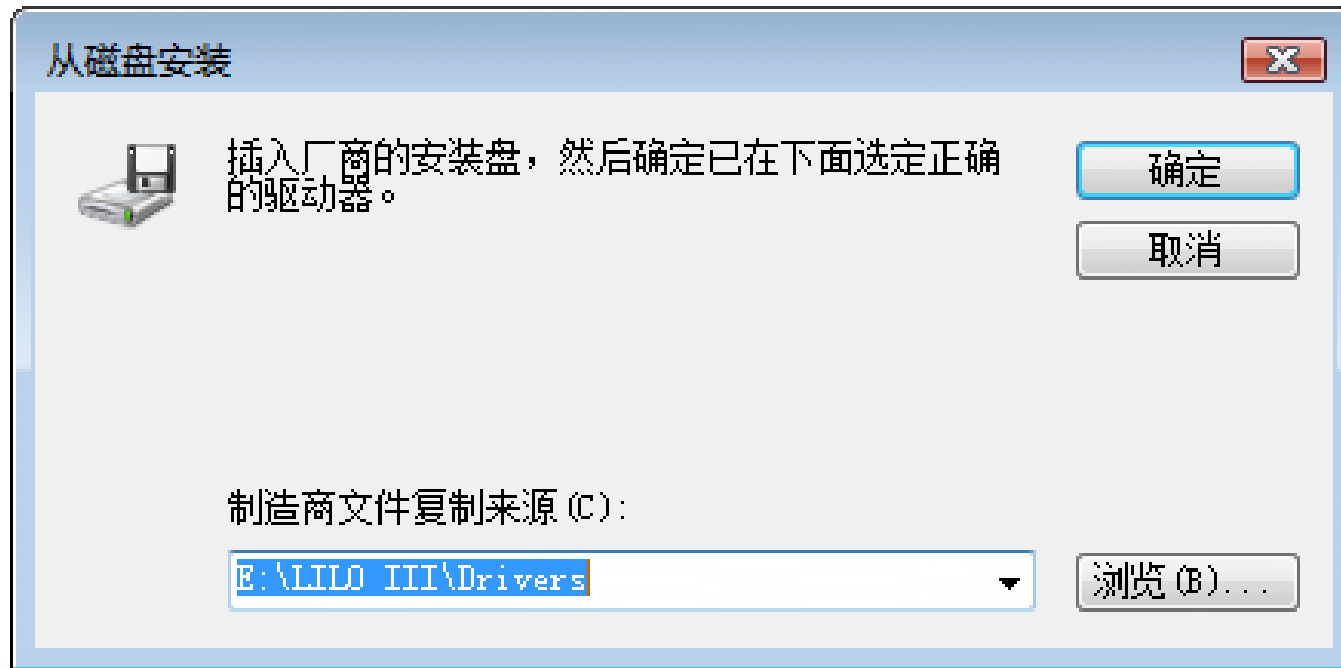 从磁盘安装
插入厂商的安装盘，然后确定已在下面选定正确
的驱动器。
确定
取消
制造商文件复制来源(C):
E:\LILO III\Drivers
浏览(B)...